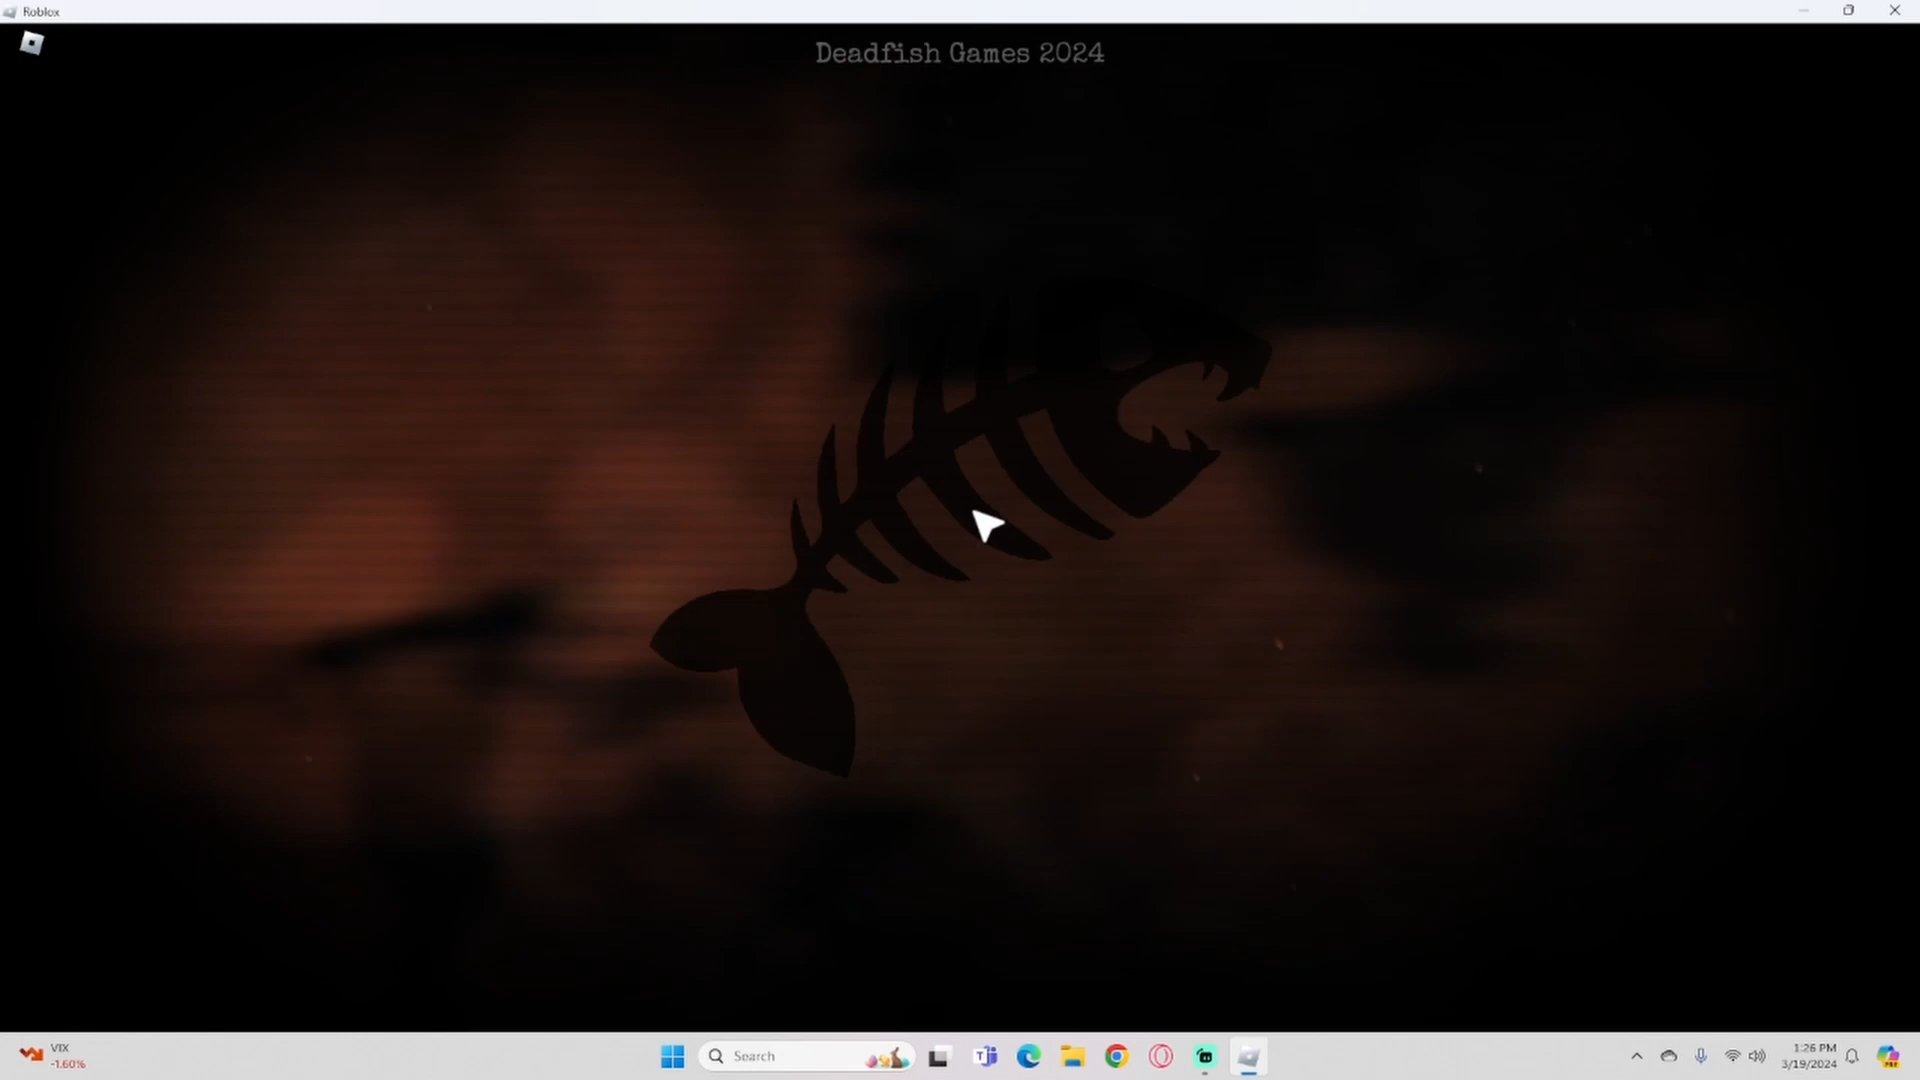 Roblox
Deadfish Games 2024
VIX
-1.60%
Search
1:26 PM
3/19/2024